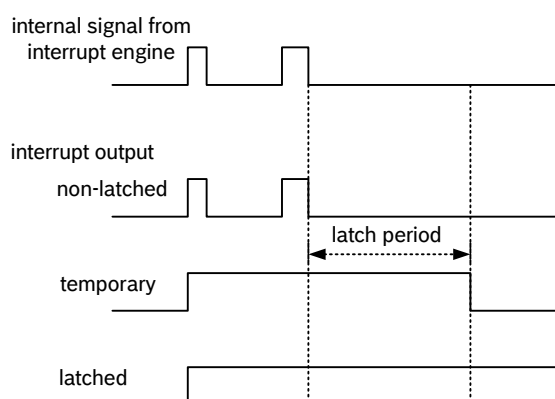 internal signal from
interrupt engine
interrupt output
non-latched
latch period
temporary
latched